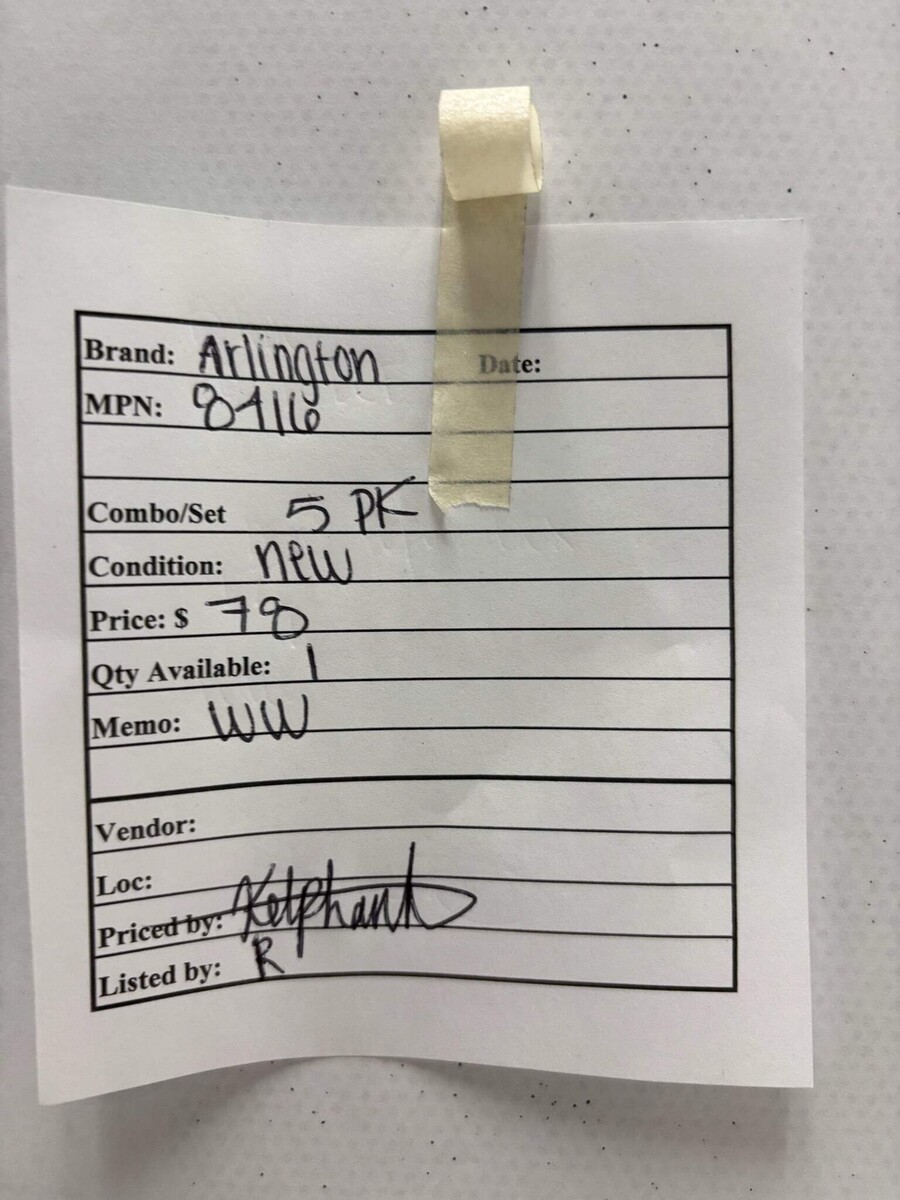 Brand: Arlington Date:
MPN: 8416
Combo/Set 5 PK
Condition: new
Price: $ 78
Qty Available: 1
Memo: WW
Vendor:
Loc:
Priced by:
Listed by: R